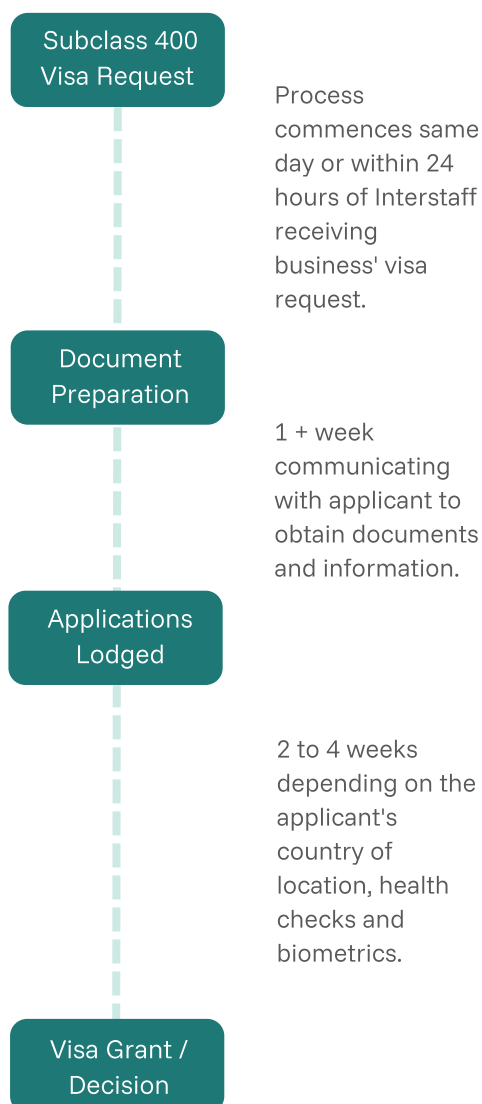 Subclass 400
Visa Request
Process
commences same
day or within 24
hours of Interstaff
receiving
business' visa
request.
Document
Preparation
1 + week
communicating
with applicant to
obtain documents
and information.
Applications
Lodged
2 to 4 weeks
depending on the
applicant's
country of
location, health
checks and
biometrics.
Visa Grant /
Decision